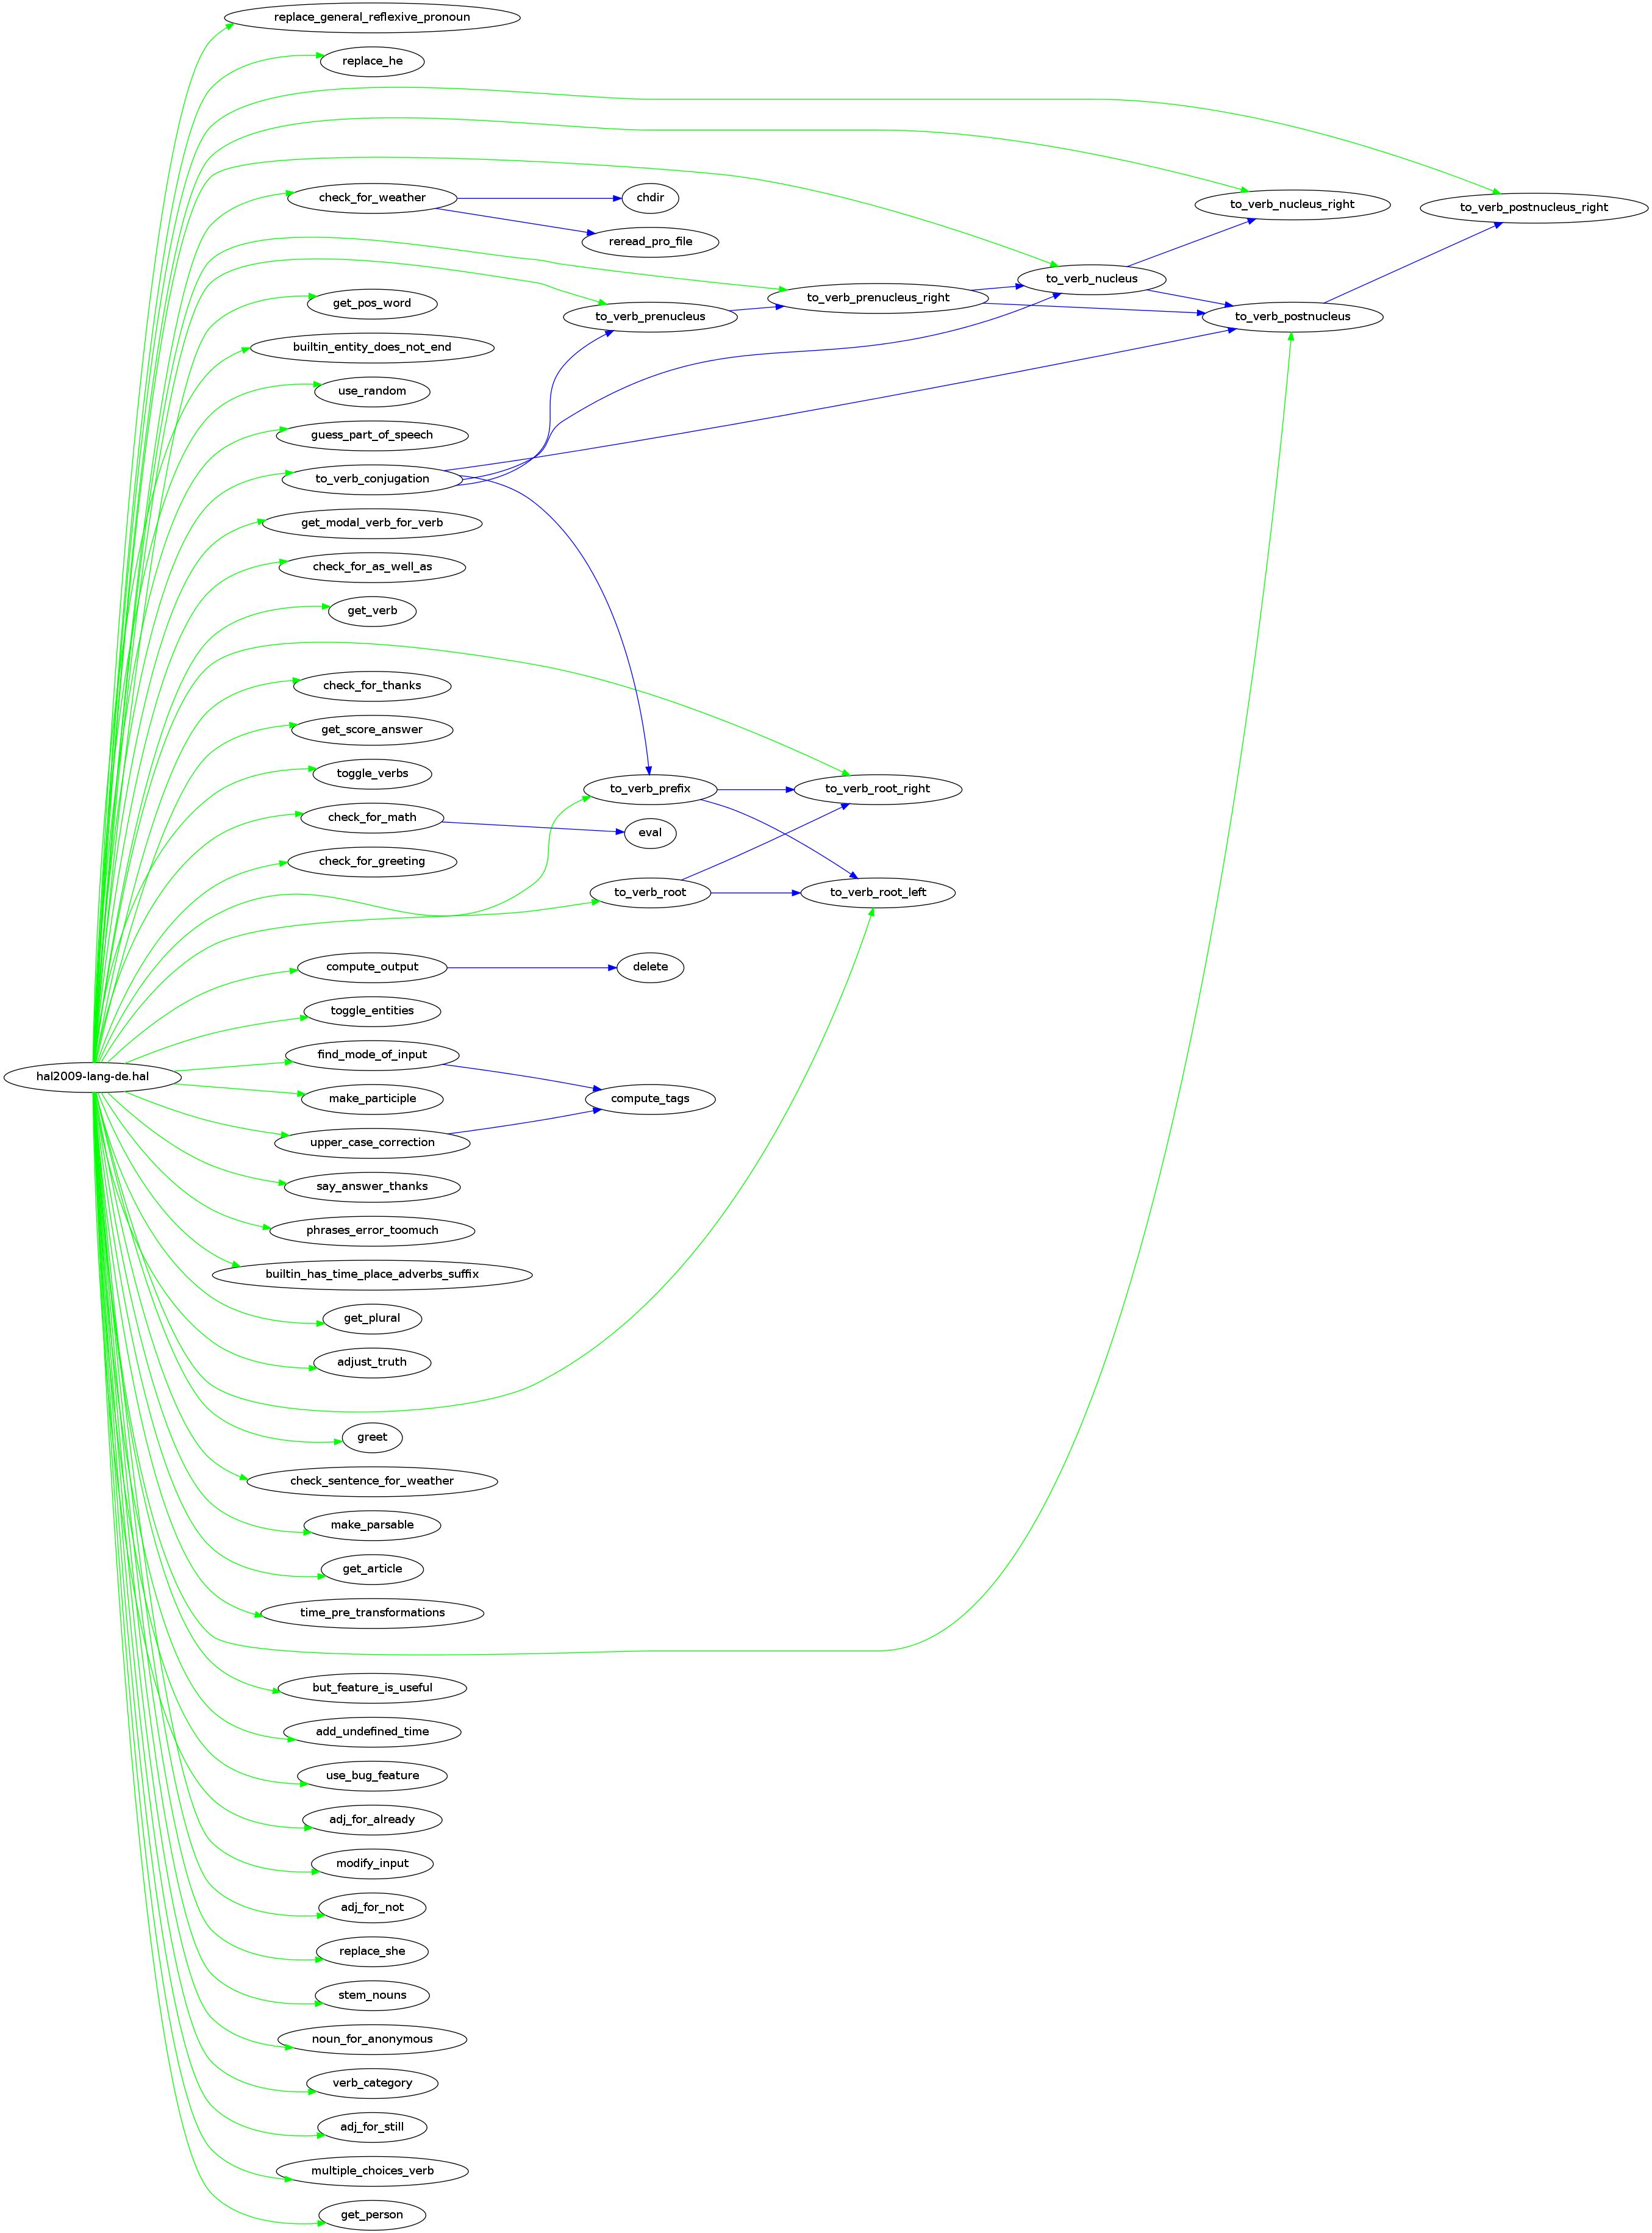 replace_general_reflexive_pronoun
replace_he
check_for_weather
chdir
to_verb_nucleus_right
to_verb_postnucleus_right
reread_pro_file
to_verb_nucleus
to_verb_prenucleus_right
get_pos_word
to_verb_prenucleus
to_verb_postnucleus
builtin_entity_does_not_end
use_random
guess_part_of_speech
to_verb_conjugation
get_modal_verb_for_verb
check_for_as_well_as
get_verb
check_for_thanks
get_score_answer
toggle_verbs
to_verb_prefix
to_verb_root_right
check_for_math
eval
check_for_greeting
to_verb_root
to_verb_root_left
compute_output
delete
toggle_entities
find_mode_of_input
hal2009-lang-de.hal
make_participle
compute_tags
upper_case_correction
say_answer_thanks
phrases_error_toomuch
builtin_has_time_place_adverbs_suffix
get_plural
adjust_truth
greet
check_sentence_for_weather
make_parsable
get_article
time_pre_transformations
but_feature_is_useful
add_undefined_time
use_bug_feature
adj_for_already
modify_input
adj_for_not
replace_she
stem_nouns
noun_for_anonymous
verb_category
adj_for_still
multiple_choices_verb
get_person